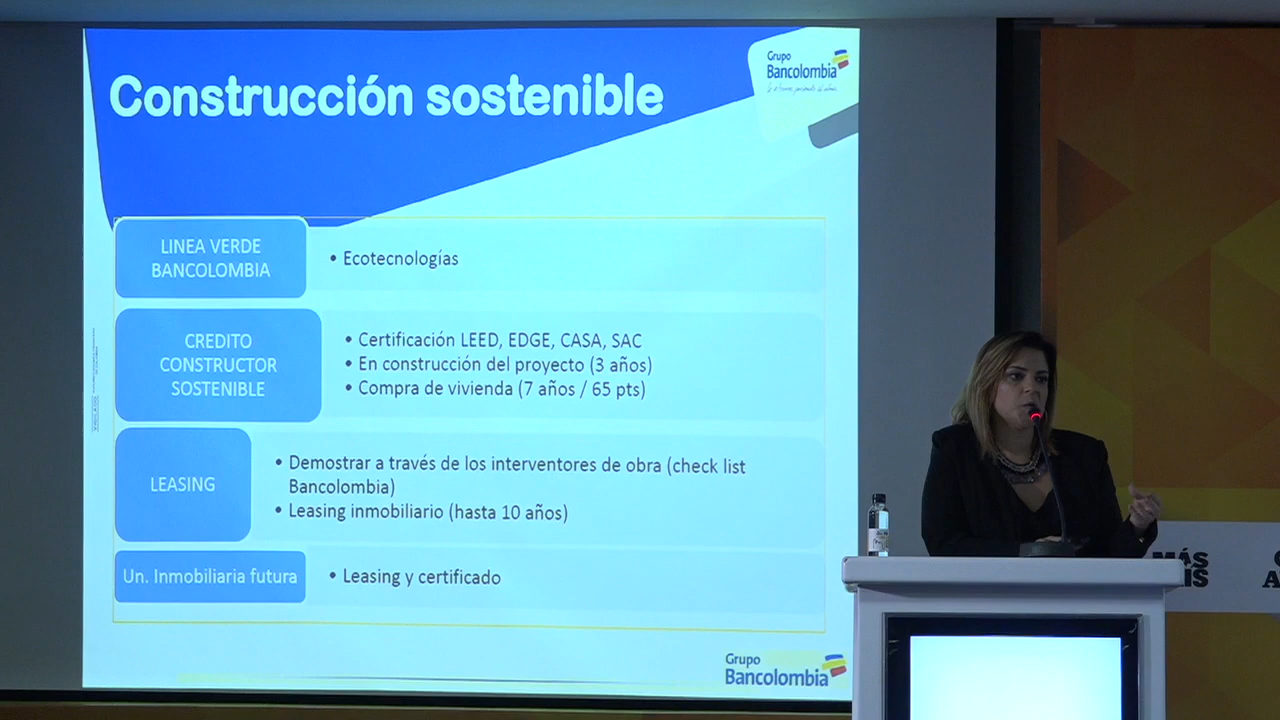 Construcción sostenible
Grupo
Bancolombia
LINEA VERDE
BANCOLOMBIA
• Ecotecnologías
CREDITO
CONSTRUCTOR
SOSTENIBLE
• Certificación LEED, EDGE, CASA, SAC
• En construcción del proyecto (3 años)
• Compra de vivienda (7 años / 65 pts)
LEASING
• Demostrar a través de los interventores de obra (check list
Bancolombia)
• Leasing inmobiliario (hasta 10 años)
Un. Inmobiliaria futura
• Leasing y certificado
Grupo
Bancolombia
MÁS